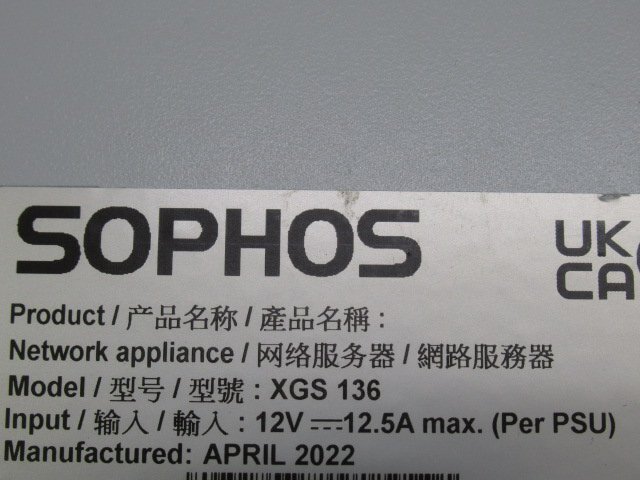 SOPHOS
UK
CA
Product / 产品名称 / 產品名稱 :
Network appliance / 网络服务器 / 網路服務器
Model / 型号 / 型號 : XGS 136
Input / 输入 / 輸入 : 12V ⎓ 12.5A max. (Per PSU)
Manufactured: APRIL 2022